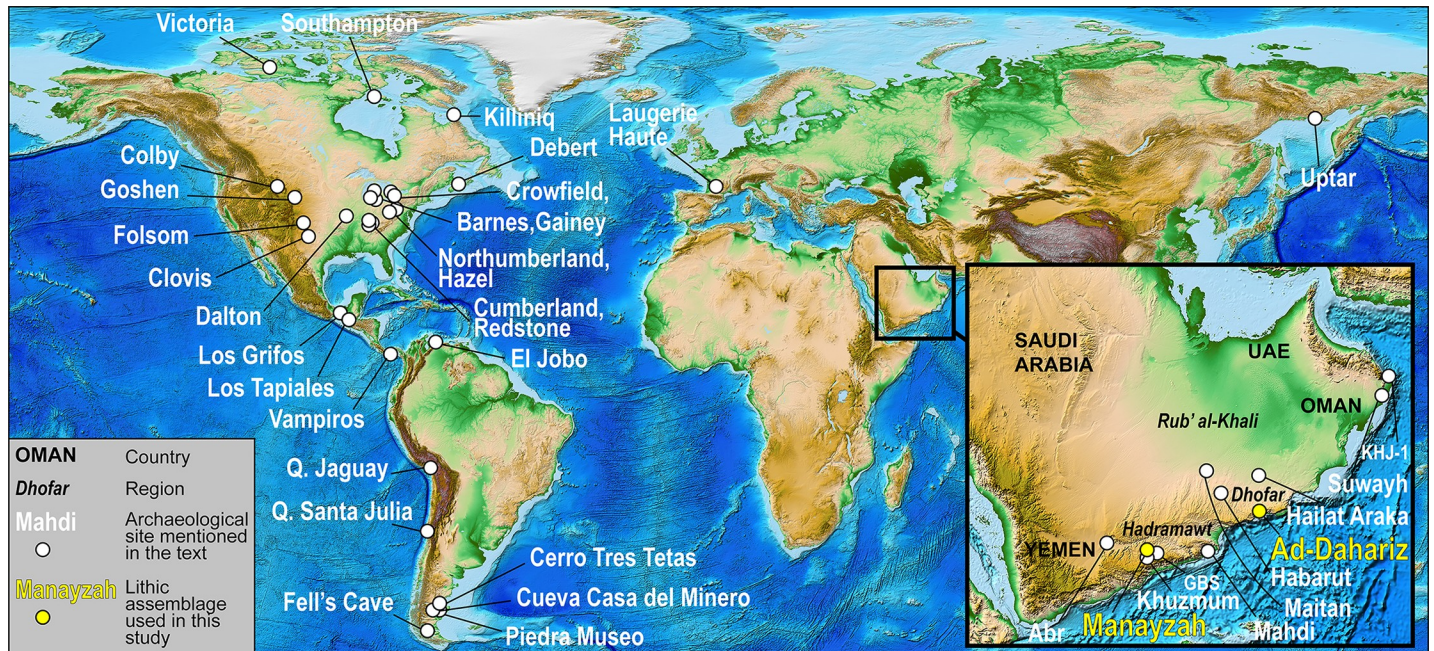 Victoria
Southampton
Killiniq
Debert
Laugerie
Haute
Uptar
Colby
Goshen
Folsom
Clovis
Dalton
Crowfield,
Barnes,Gainey
Northumberland,
Hazel
Cumberland,
Redstone
Los Grifos
Los Tapiales
Vampiros
El Jobo
Q. Jaguay
Q. Santa Julia
Fell's Cave
Cerro Tres Tetas
Cueva Casa del Minero
Piedra Museo
OMAN
Country
Dhofar
Region
Mahdi
Archaeological
site mentioned
in the text
Manayzah
Lithic
assemblage
used in this
study
SAUDI
ARABIA
UAE
OMAN
Rub' al-Khali
KHJ-1
Suwayh
Dhofar
Hailat Araka
Hadramawt
YEMEN
Ad-Dahariz
Habarut
GBS
Khuzmum
Maitan
Manayzah
Mahdi
Abr